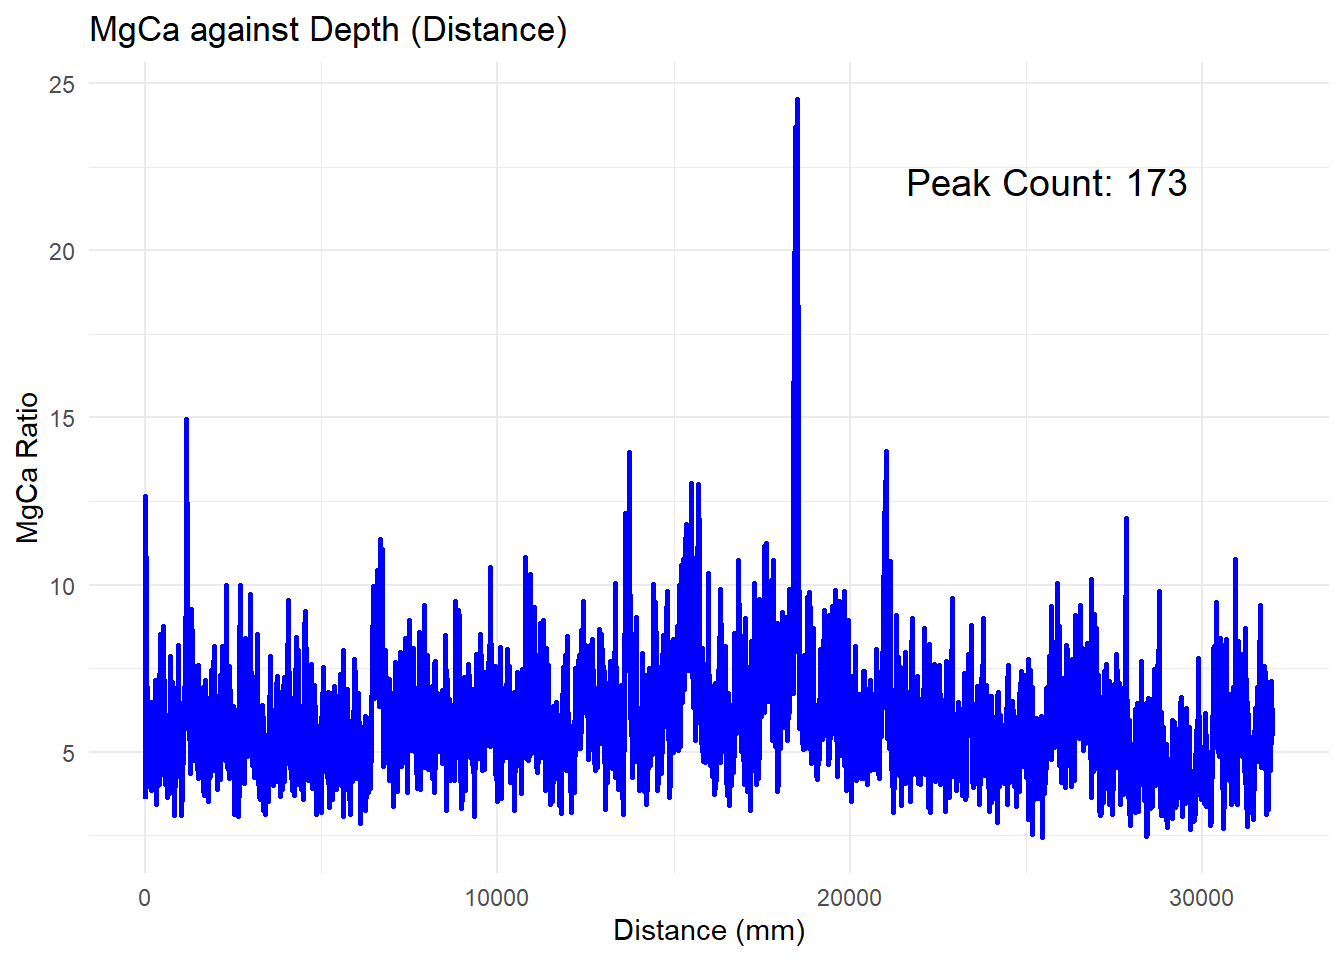 MgCa against Depth (Distance)
25
Peak Count: 173
20
15
MgCa Ratio
10
5
0 10000 20000 30000
Distance (mm)